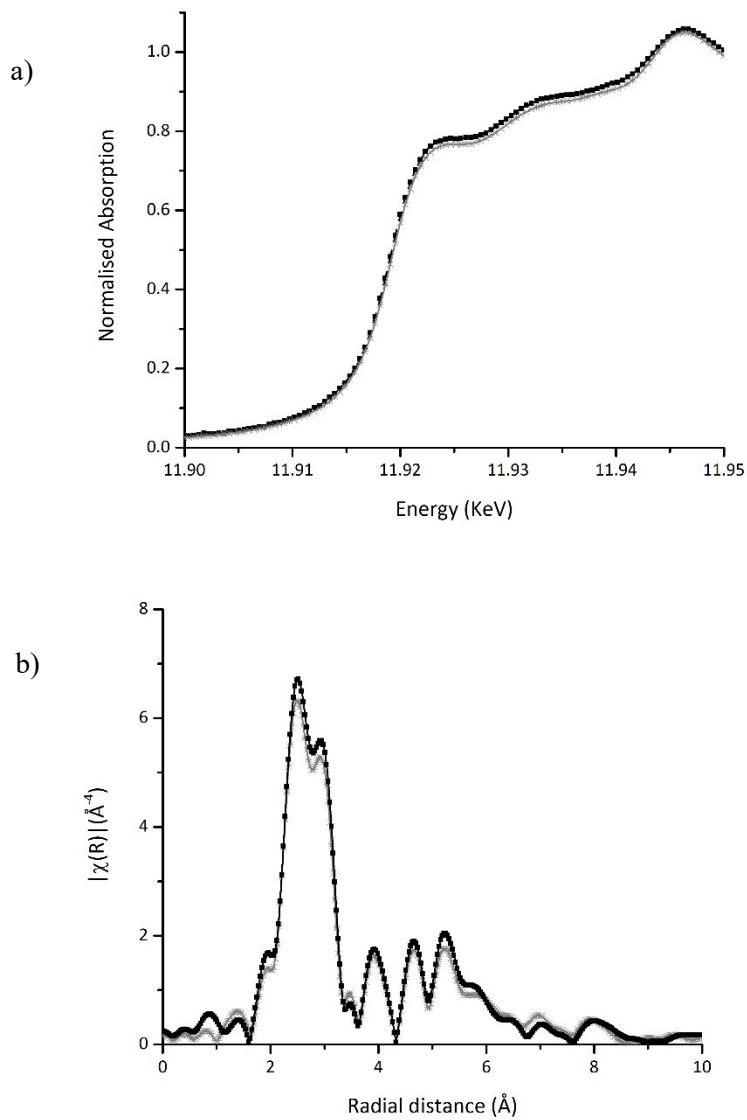 a)
1.0
0.8
0.6
0.4
0.2
0.0
Normalised Absorption
11.90 11.91 11.92 11.93 11.94 11.95
Energy (KeV)
b)
8
6
4
2
0
|χ(R)|(Å⁻⁴)
0 2 4 6 8 10
Radial distance (Å)